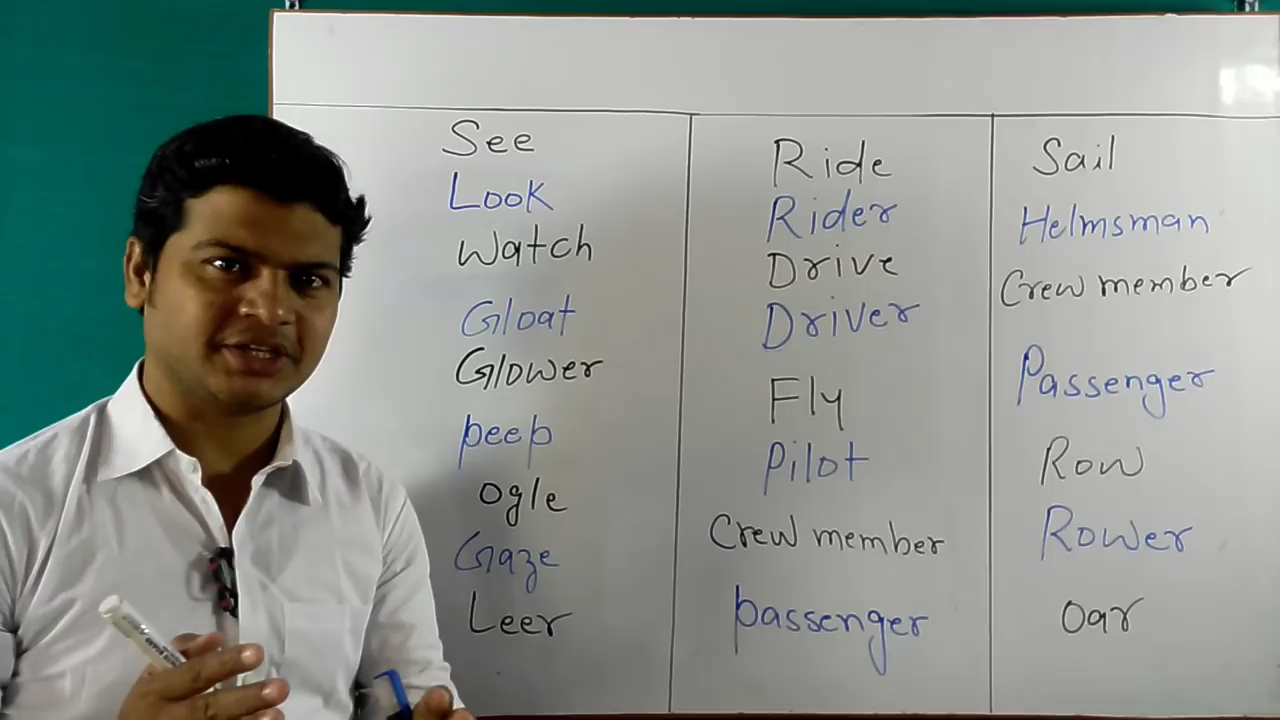 See
Look
Watch
Gloat
Glower
peep
Ogle
Gaze
Leer
Ride
Rider
Drive
Driver
Fly
Pilot
Crew member
passenger
Sail
Helmsman
Crew member
Passenger
Row
Rower
Oar